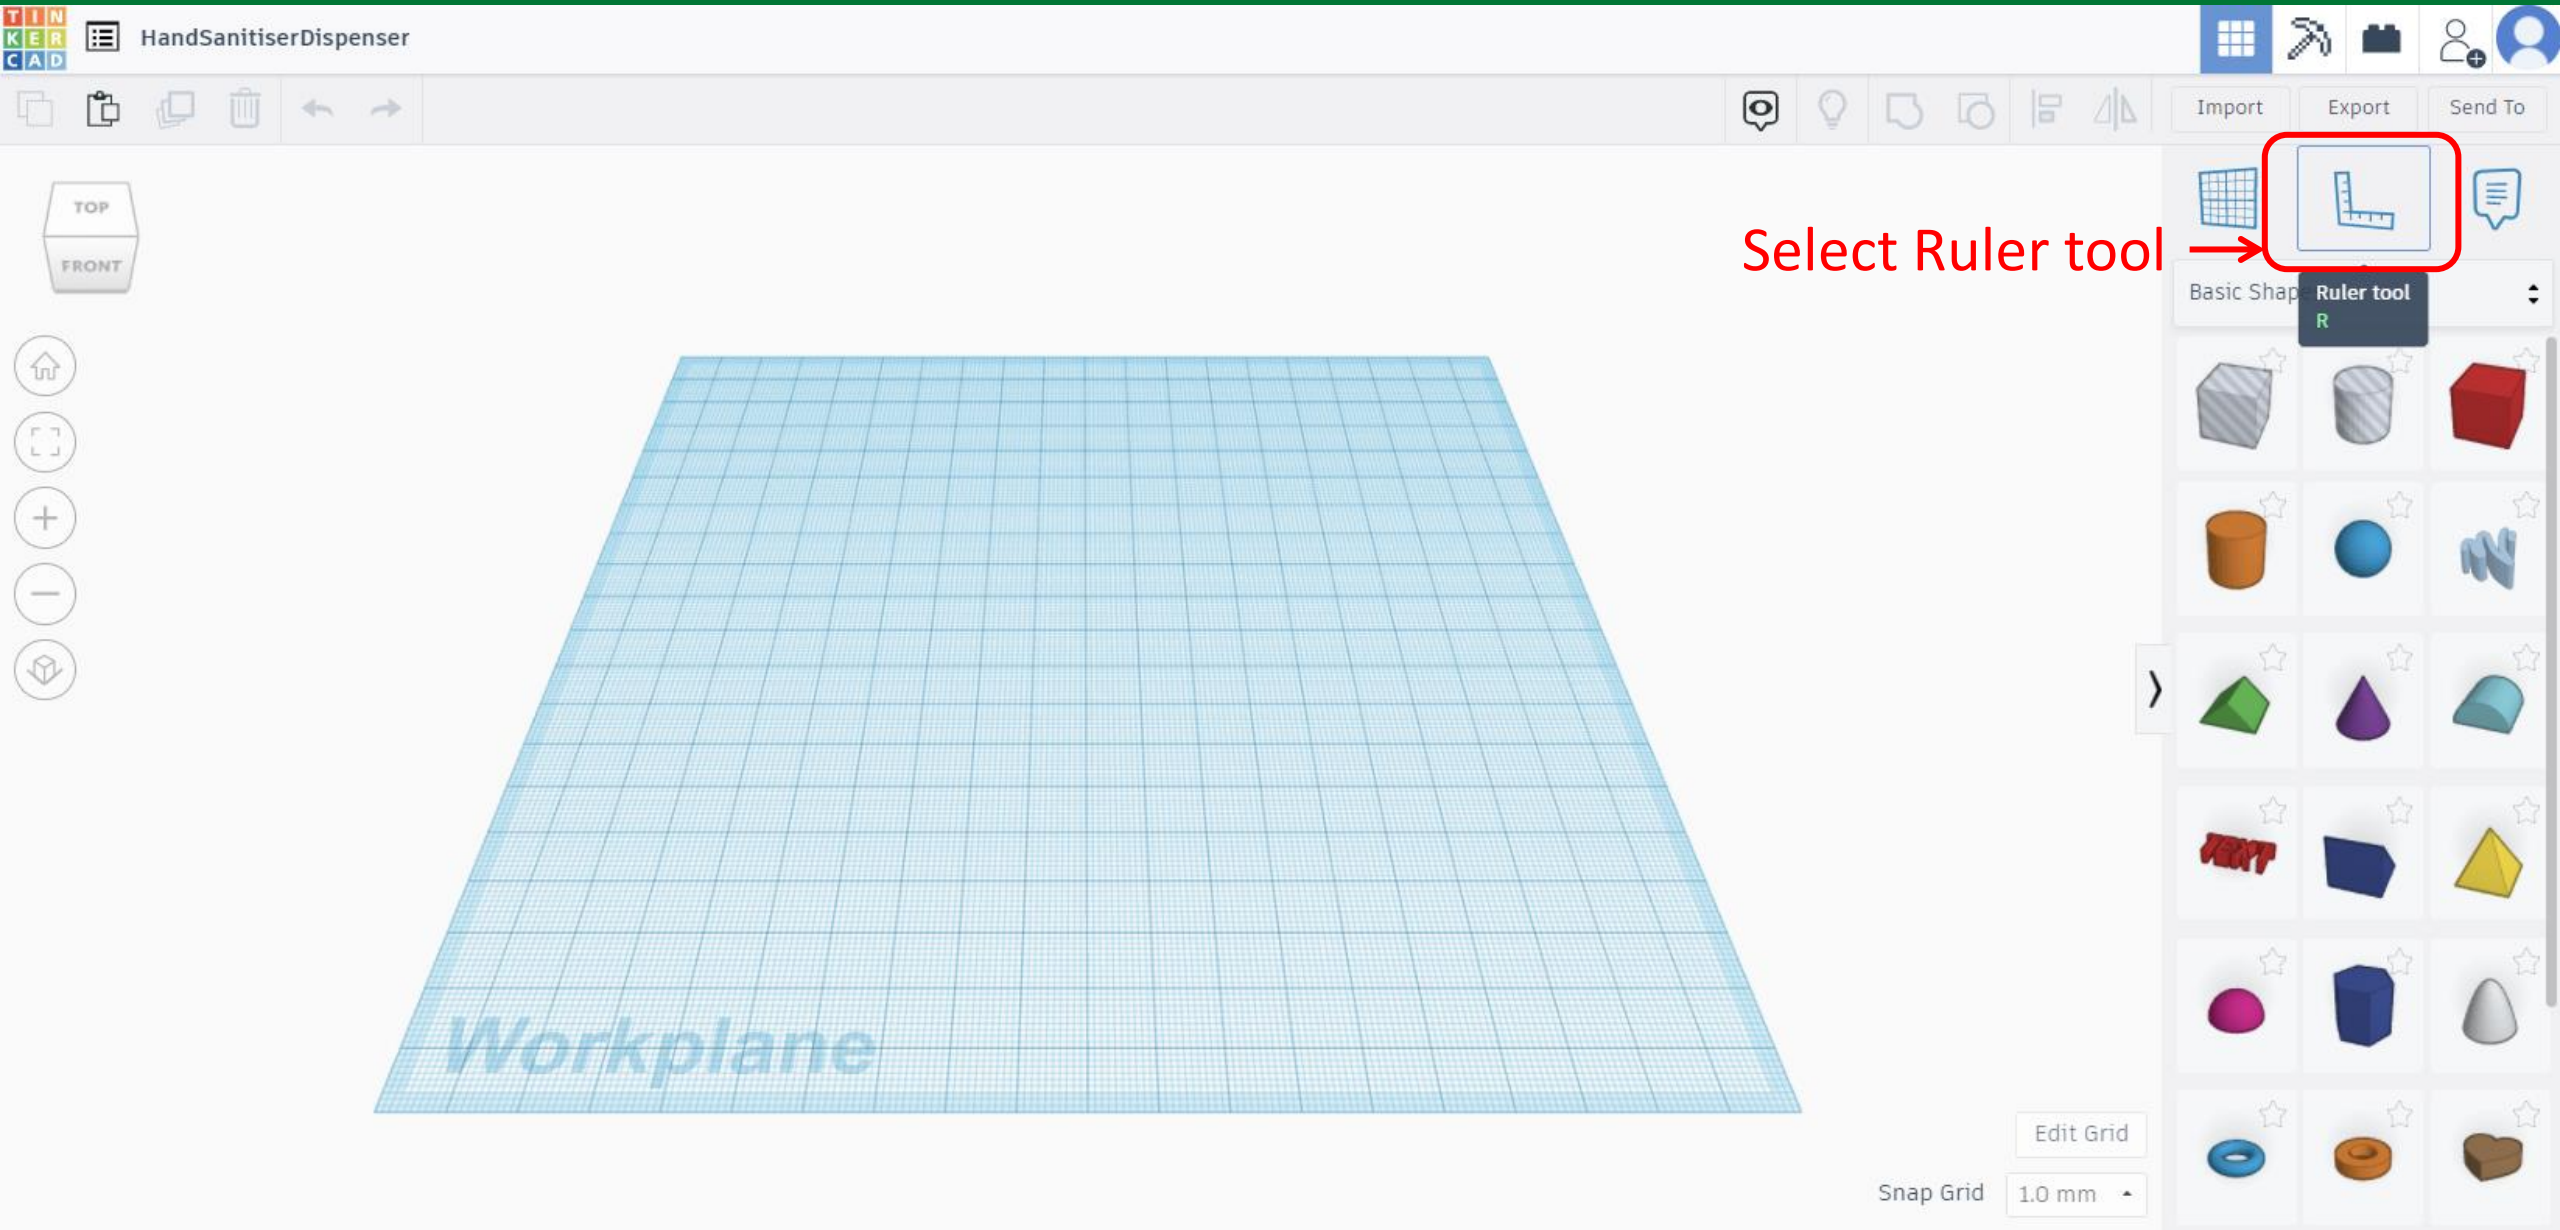 TIN
KER
CAD
HandSanitiserDispenser
Import
Export
Send To
TOP
FRONT
Select Ruler tool
Basic Shap
Ruler tool
R
TEXT
Workplane
Edit Grid
Snap Grid
1.0 mm